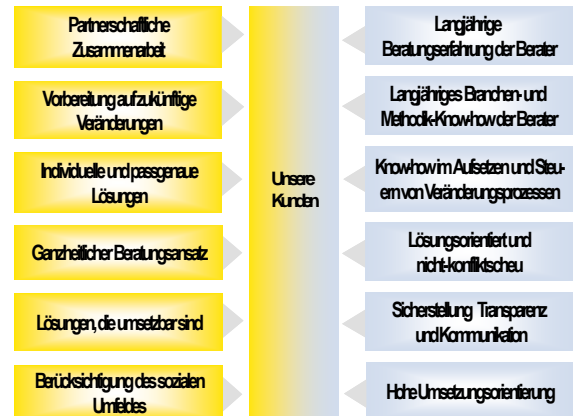 Partnerschaftliche
Zusammenarbeit
Vorbereitung auf zukünftige
Veränderungen
Individuelle und passgenaue
Lösungen
Ganzheitlicher Beratungsansatz
Lösungen, die umsetzbar sind
Berücksichtigung des sozialen
Umfeldes
Unsere
Kunden
Langjährige
Beratungserfahrung der Berater
Langjähriges Branchen- und
Methodik-Know-how der Berater
Know-how im Aufsetzen und Steu-
ern von Veränderungsprozessen
Lösungsorientiert und
nicht-konfliktscheu
Sicherstellung Transparenz
und Kommunikation
Hohe Umsetzungsorientierung